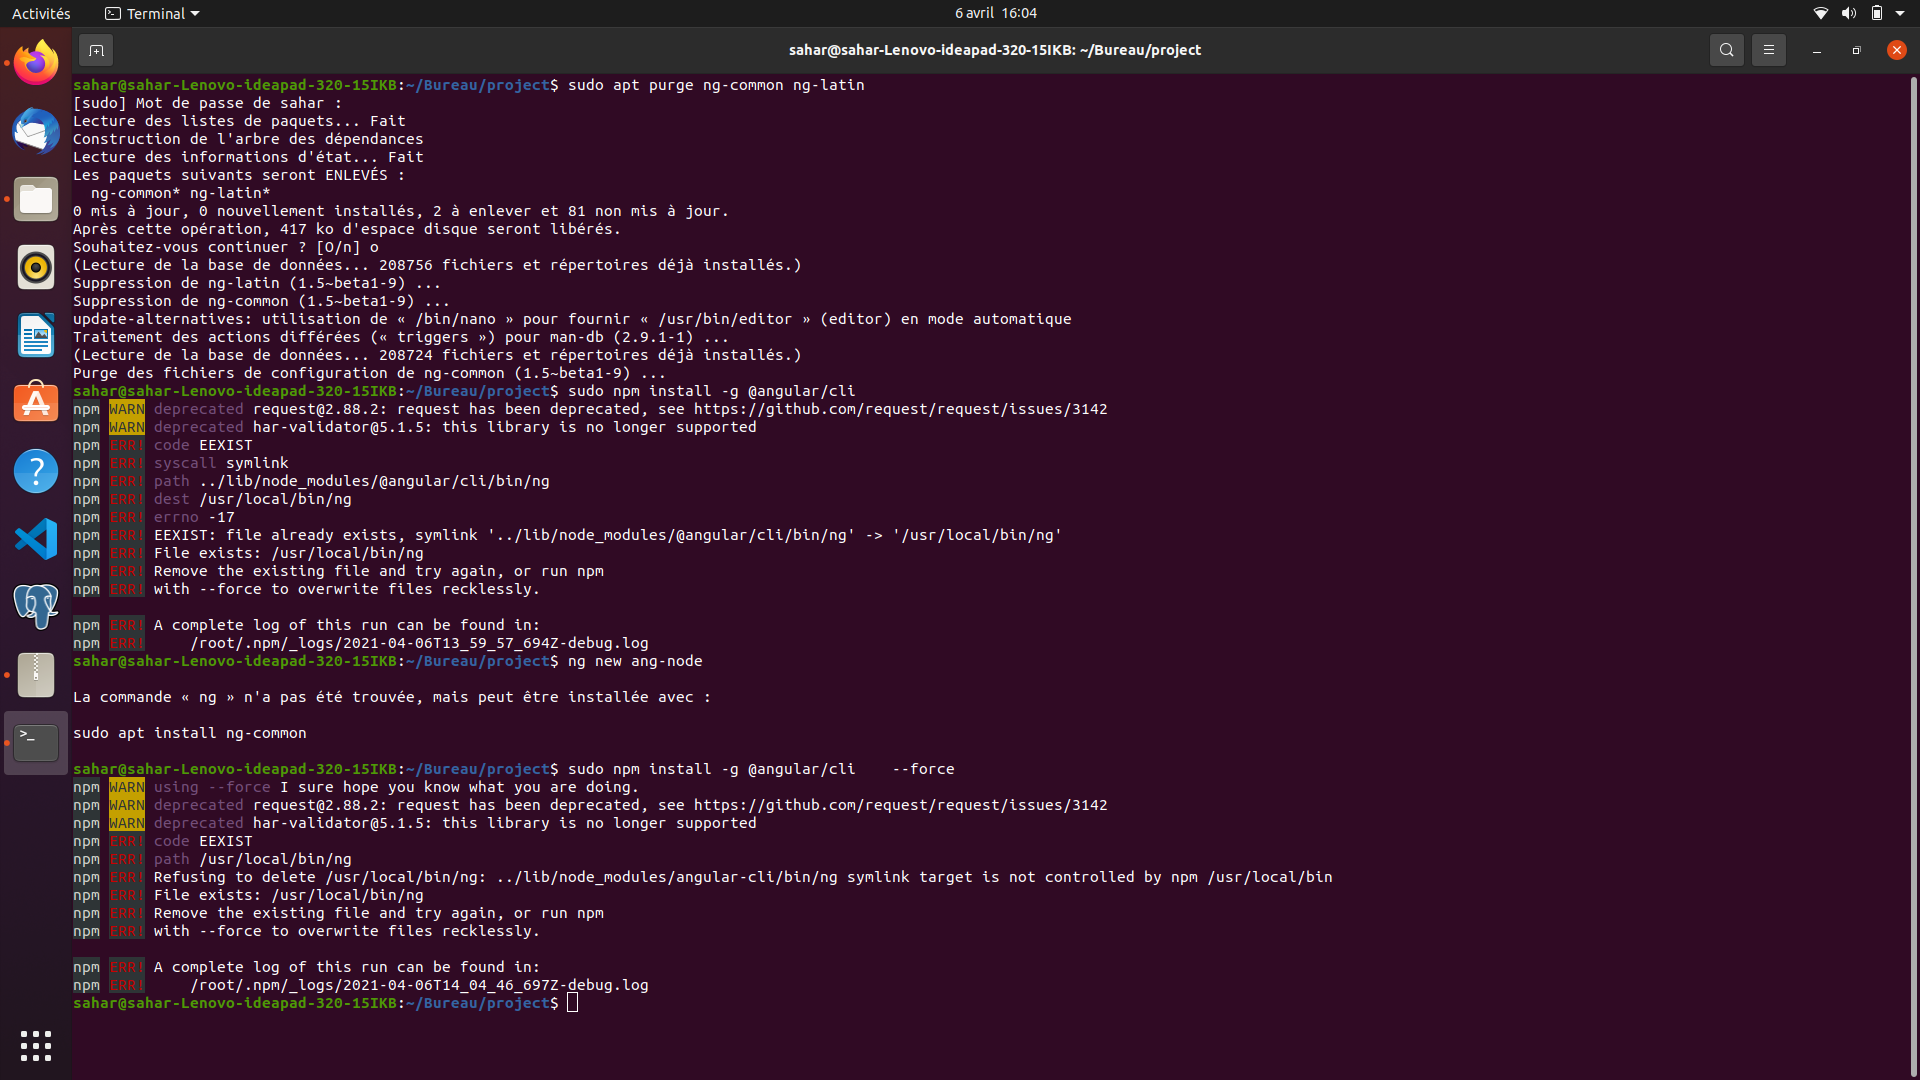 Activités
Terminal
6 avril 16:04
sahar@sahar-Lenovo-ideapad-320-15IKB: ~/Bureau/project
sahar@sahar-Lenovo-ideapad-320-15IKB:~/Bureau/project$ sudo apt purge ng-common ng-latin
[sudo] Mot de passe de sahar :
Lecture des listes de paquets... Fait
Construction de l'arbre des dépendances
Lecture des informations d'état... Fait
Les paquets suivants seront ENLEVÉS :
  ng-common* ng-latin*
0 mis à jour, 0 nouvellement installés, 2 à enlever et 81 non mis à jour.
Après cette opération, 417 ko d'espace disque seront libérés.
Souhaitez-vous continuer ? [O/n] o
(Lecture de la base de données... 208756 fichiers et répertoires déjà installés.)
Suppression de ng-latin (1.5~beta1-9) ...
Suppression de ng-common (1.5~beta1-9) ...
update-alternatives: utilisation de « /bin/nano » pour fournir « /usr/bin/editor » (editor) en mode automatique
Traitement des actions différées (« triggers ») pour man-db (2.9.1-1) ...
(Lecture de la base de données... 208724 fichiers et répertoires déjà installés.)
Purge des fichiers de configuration de ng-common (1.5~beta1-9) ...
sahar@sahar-Lenovo-ideapad-320-15IKB:~/Bureau/project$ sudo npm install -g @angular/cli
npm WARN deprecated request@2.88.2: request has been deprecated, see https://github.com/request/request/issues/3142
npm WARN deprecated har-validator@5.1.5: this library is no longer supported
npm ERR! code EEXIST
npm ERR! syscall symlink
npm ERR! path ../lib/node_modules/@angular/cli/bin/ng
npm ERR! dest /usr/local/bin/ng
npm ERR! errno -17
npm ERR! EEXIST: file already exists, symlink '../lib/node_modules/@angular/cli/bin/ng' -> '/usr/local/bin/ng'
npm ERR! File exists: /usr/local/bin/ng
npm ERR! Remove the existing file and try again, or run npm
npm ERR! with --force to overwrite files recklessly.
npm ERR! A complete log of this run can be found in:
npm ERR!     /root/.npm/_logs/2021-04-06T13_59_57_694Z-debug.log
sahar@sahar-Lenovo-ideapad-320-15IKB:~/Bureau/project$ ng new ang-node
La commande « ng » n'a pas été trouvée, mais peut être installée avec :
sudo apt install ng-common
sahar@sahar-Lenovo-ideapad-320-15IKB:~/Bureau/project$ sudo npm install -g @angular/cli    --force
npm WARN using --force I sure hope you know what you are doing.
npm WARN deprecated request@2.88.2: request has been deprecated, see https://github.com/request/request/issues/3142
npm WARN deprecated har-validator@5.1.5: this library is no longer supported
npm ERR! code EEXIST
npm ERR! path /usr/local/bin/ng
npm ERR! Refusing to delete /usr/local/bin/ng: ../lib/node_modules/angular-cli/bin/ng symlink target is not controlled by npm /usr/local/bin
npm ERR! File exists: /usr/local/bin/ng
npm ERR! Remove the existing file and try again, or run npm
npm ERR! with --force to overwrite files recklessly.
npm ERR! A complete log of this run can be found in:
npm ERR!     /root/.npm/_logs/2021-04-06T14_04_46_697Z-debug.log
sahar@sahar-Lenovo-ideapad-320-15IKB:~/Bureau/project$